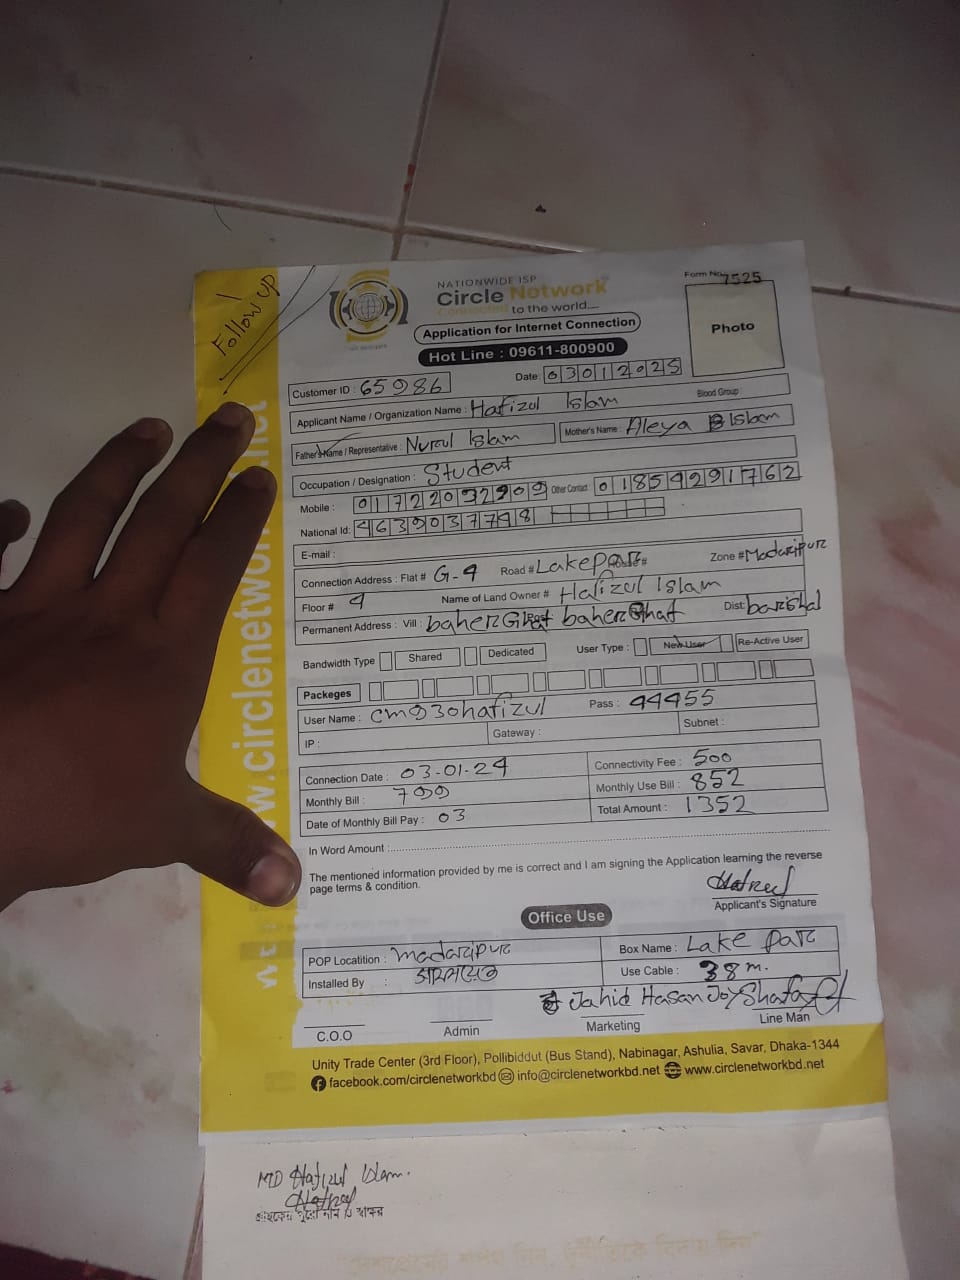 Follow UP
NATIONWIDE ISP
Circle Network
Connected to the world....
Form No. 7525
Photo
Application for Internet Connection
Hot Line : 09611-800900
Customer ID : 65986
Date: 03012025
Applicant Name / Organization Name : Hafizul Islam
Blood Group :
Father's Name / Representative : Nurul Islam
Mother's Name : Aleya Islam
Occupation / Designation : Student
Mobile : 01722032909 Other Contact 01859291762
National Id: 4639037798
E-mail :
Connection Address : Flat # G-4 Road # Lakeparc House# Zone # Madaripur
Floor # 4 Name of Land Owner # Hafizul Islam
Permanent Address : Vill : baherGhat baherGhat Dist: barishal
Bandwidth Type Shared Dedicated User Type : New User Re-Active User
Packeges
User Name : cm930hafizul Pass : 44455
IP : Gateway : Subnet :
Connection Date : 03-01-24 Connectivity Fee : 500
Monthly Bill : 799 Monthly Use Bill : 852
Date of Monthly Bill Pay : 03 Total Amount : 1352
In Word Amount :
The mentioned information provided by me is correct and I am signing the Application learning the reverse
page terms & condition.
Applicant's Signature
Office Use
POP Locatition : Madaripur Box Name : Lake Parc
Installed By : Use Cable : 38 m.
Jahid Hasan Joy
C.O.O Admin Marketing Line Man
Unity Trade Center (3rd Floor), Pollibiddut (Bus Stand), Nabinagar, Ashulia, Savar, Dhaka-1344
facebook.com/circlenetworkbd info@circlenetworkbd.net www.circlenetworkbd.net
MD Hafizul Islam.
গ্রাহকের পুরো নাম ও স্বাক্ষর